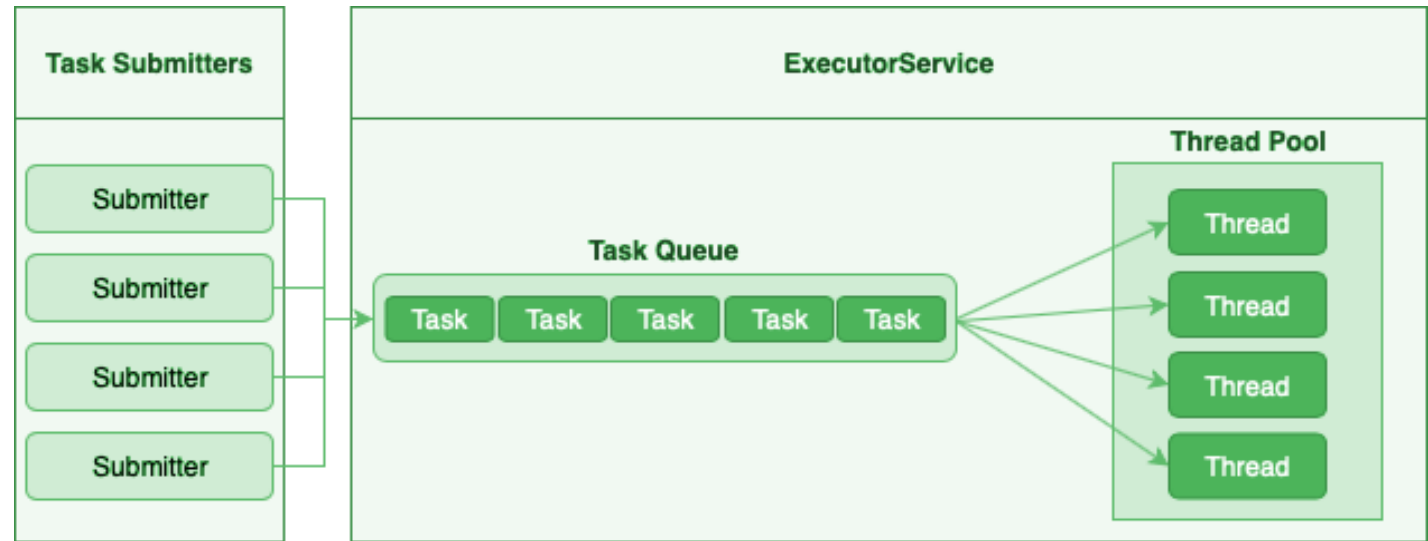 Task Submitters
Submitter
Submitter
Submitter
Submitter
ExecutorService
Task Queue
Task Task Task Task Task
Thread Pool
Thread
Thread
Thread
Thread